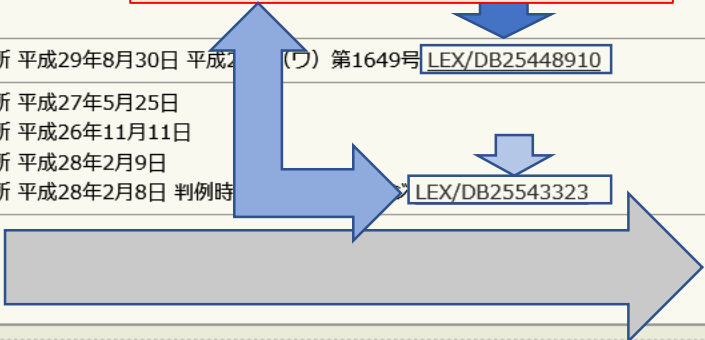 所 平成29年8月30日 平成2 （ワ）第1649号 LEX/DB25448910
所 平成27年5月25日
所 平成26年11月11日
所 平成28年2月9日
所 平成28年2月8日 判例時 LEX/DB25543323